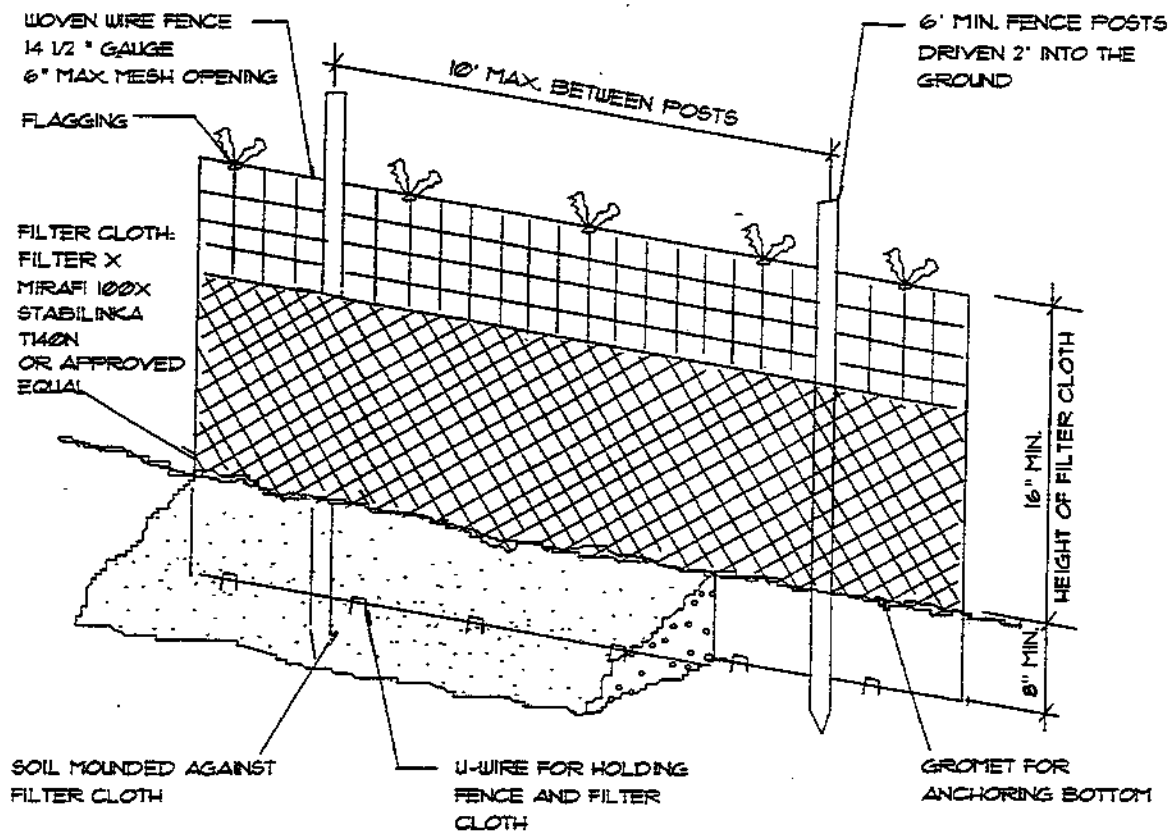 WOVEN WIRE FENCE
14 1/2 " GAUGE
6" MAX. MESH OPENING
FLAGGING
10' MAX. BETWEEN POSTS
6' MIN. FENCE POSTS
DRIVEN 2' INTO THE
GROUND
FILTER CLOTH:
FILTER X
MIRAFI 100X
STABILINKA
T140N
OR APPROVED
EQUAL
16" MIN.
HEIGHT OF FILTER CLOTH
8" MIN.
SOIL MOUNDED AGAINST
FILTER CLOTH
U-WIRE FOR HOLDING
FENCE AND FILTER
CLOTH
GROMET FOR
ANCHORING BOTTOM